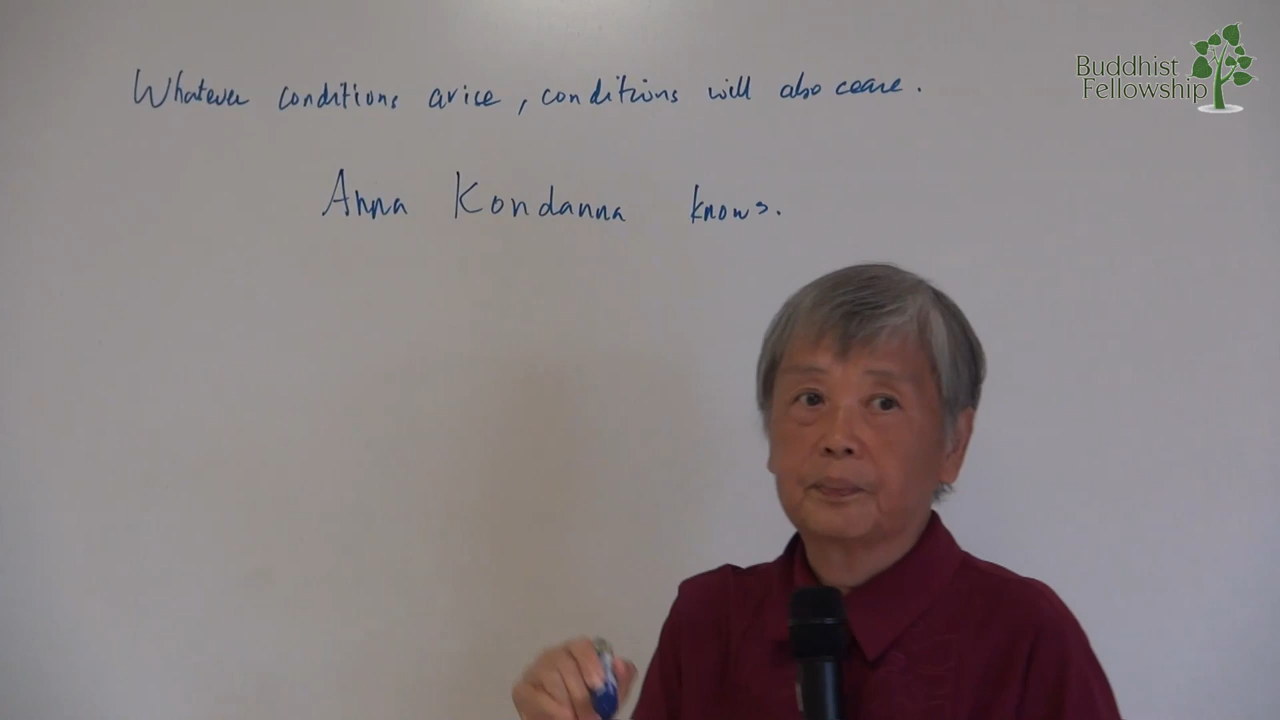 Whatever conditions arise, conditions will also cease.
Anna Kondanna knows.
Buddhist
Fellowship